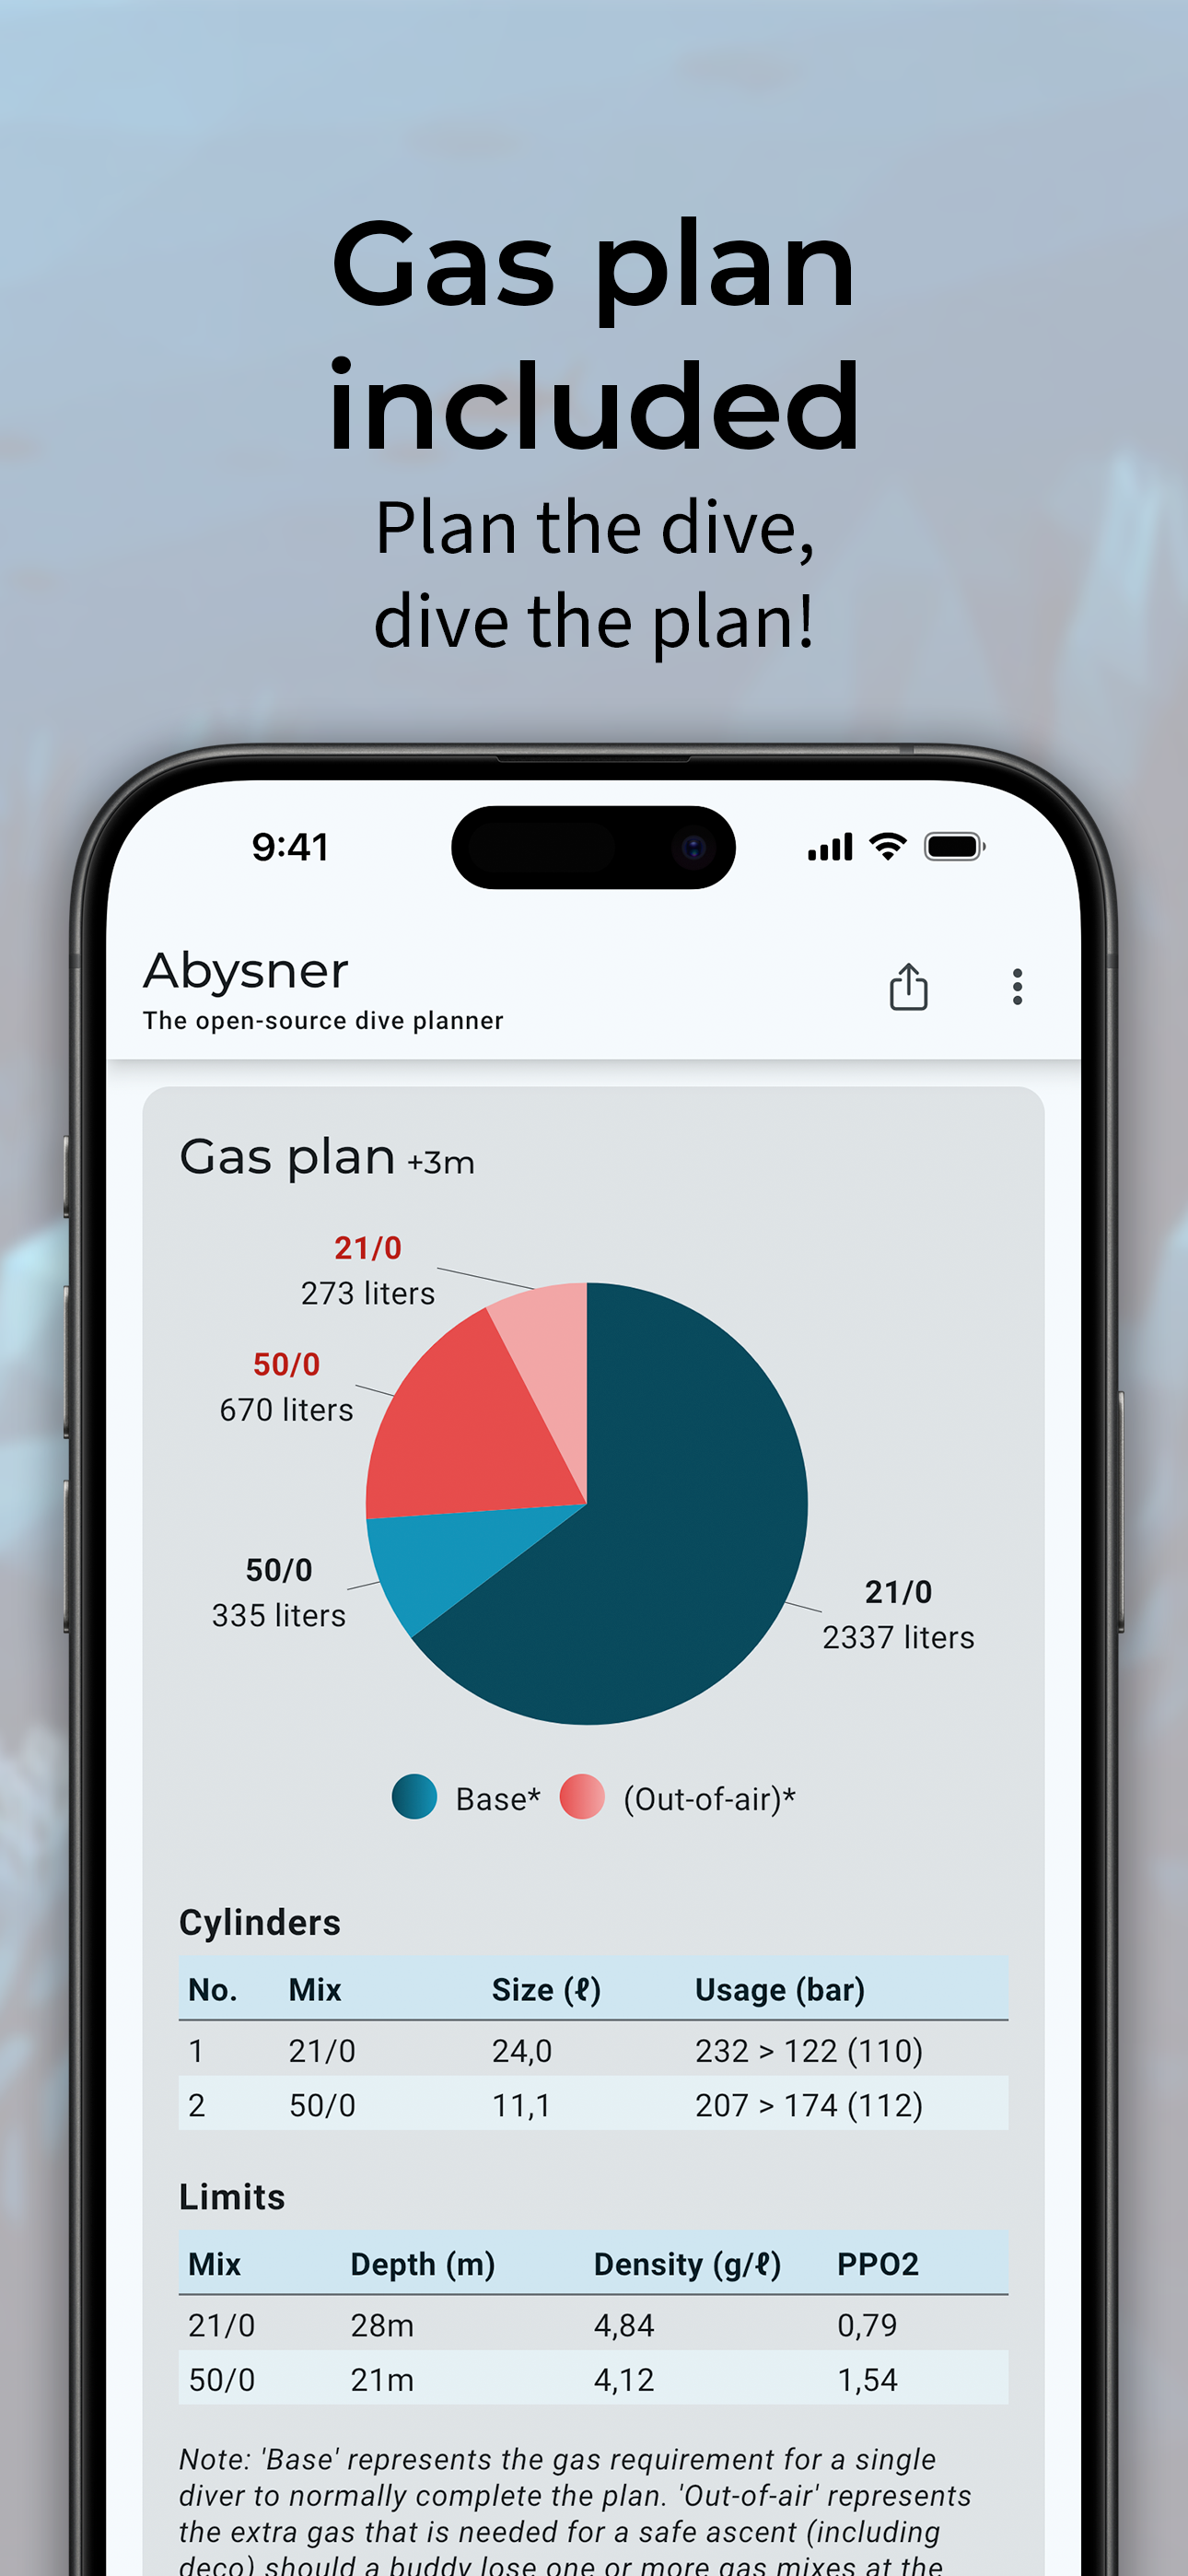 Gas plan
included
Plan the dive,
dive the plan!
9:41
Abysner
The open-source dive planner
Gas plan +3m
21/0
273 liters
50/0
670 liters
50/0
335 liters
21/0
2337 liters
Base* (Out-of-air)*
Cylinders
No. Mix Size (ℓ) Usage (bar)
1 21/0 24,0 232 > 122 (110)
2 50/0 11,1 207 > 174 (112)
Limits
Mix Depth (m) Density (g/ℓ) PPO2
21/0 28m 4,84 0,79
50/0 21m 4,12 1,54
Note: 'Base' represents the gas requirement for a single
diver to normally complete the plan. 'Out-of-air' represents
the extra gas that is needed for a safe ascent (including
deco) should a buddy lose one or more gas mixes at the